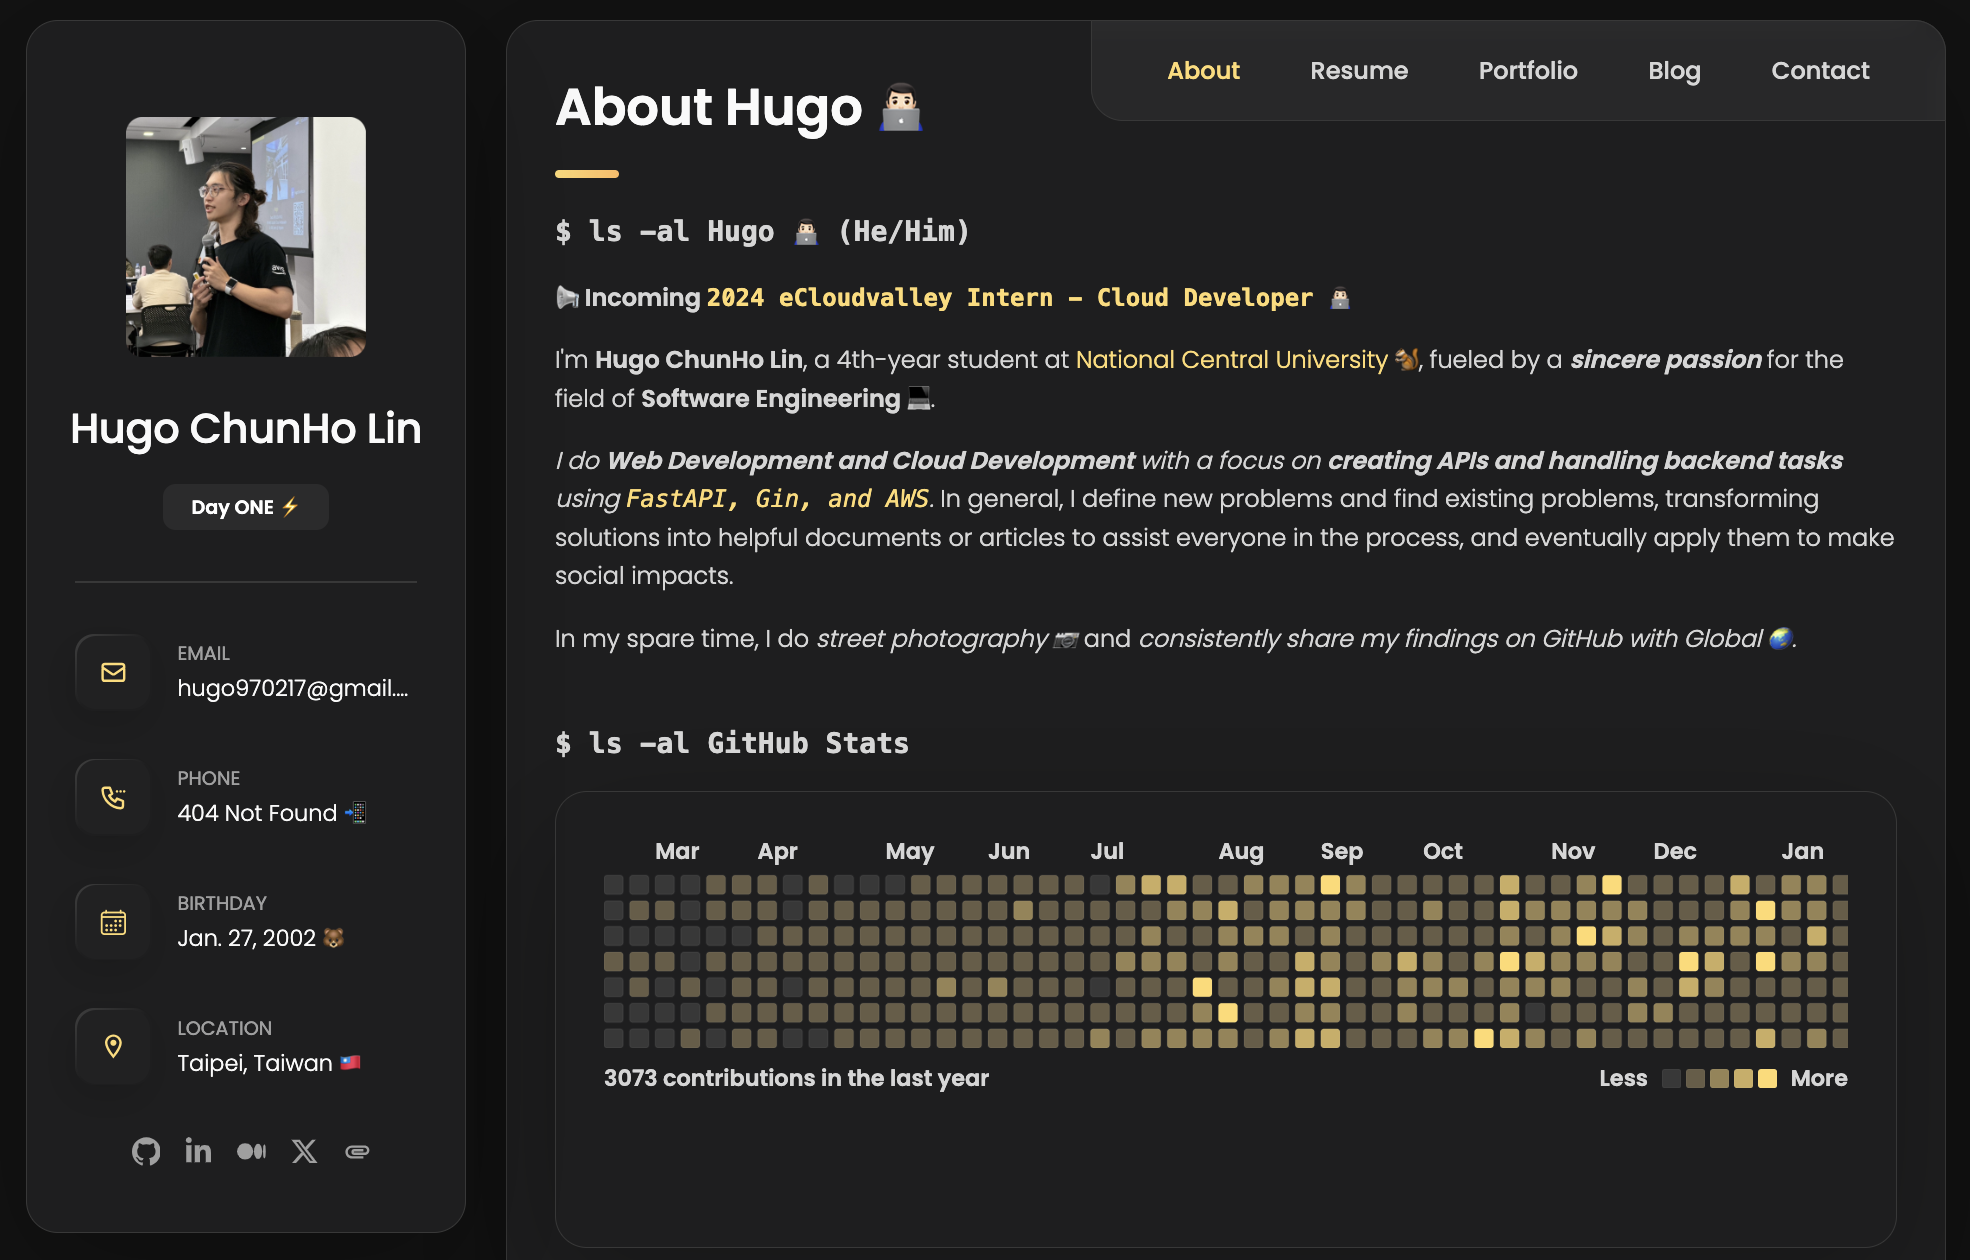 Hugo ChunHo Lin
Day ONE ⚡
EMAIL
hugo970217@gmail....
PHONE
404 Not Found 📲
BIRTHDAY
Jan. 27, 2002 🐻
LOCATION
Taipei, Taiwan 🇹🇼
About
Resume
Portfolio
Blog
Contact
About Hugo 👨🏻‍💻
$ ls -al Hugo 👨🏻‍💻 (He/Him)
📢 Incoming 2024 eCloudvalley Intern - Cloud Developer 👨🏻‍💻
I'm Hugo ChunHo Lin, a 4th-year student at National Central University 🐿️, fueled by a sincere passion for the
field of Software Engineering 💻.
I do Web Development and Cloud Development with a focus on creating APIs and handling backend tasks
using FastAPI, Gin, and AWS. In general, I define new problems and find existing problems, transforming
solutions into helpful documents or articles to assist everyone in the process, and eventually apply them to make
social impacts.
In my spare time, I do street photography 📷 and consistently share my findings on GitHub with Global 🌏.
$ ls -al GitHub Stats
Mar Apr May Jun Jul Aug Sep Oct Nov Dec Jan
3073 contributions in the last year
Less More